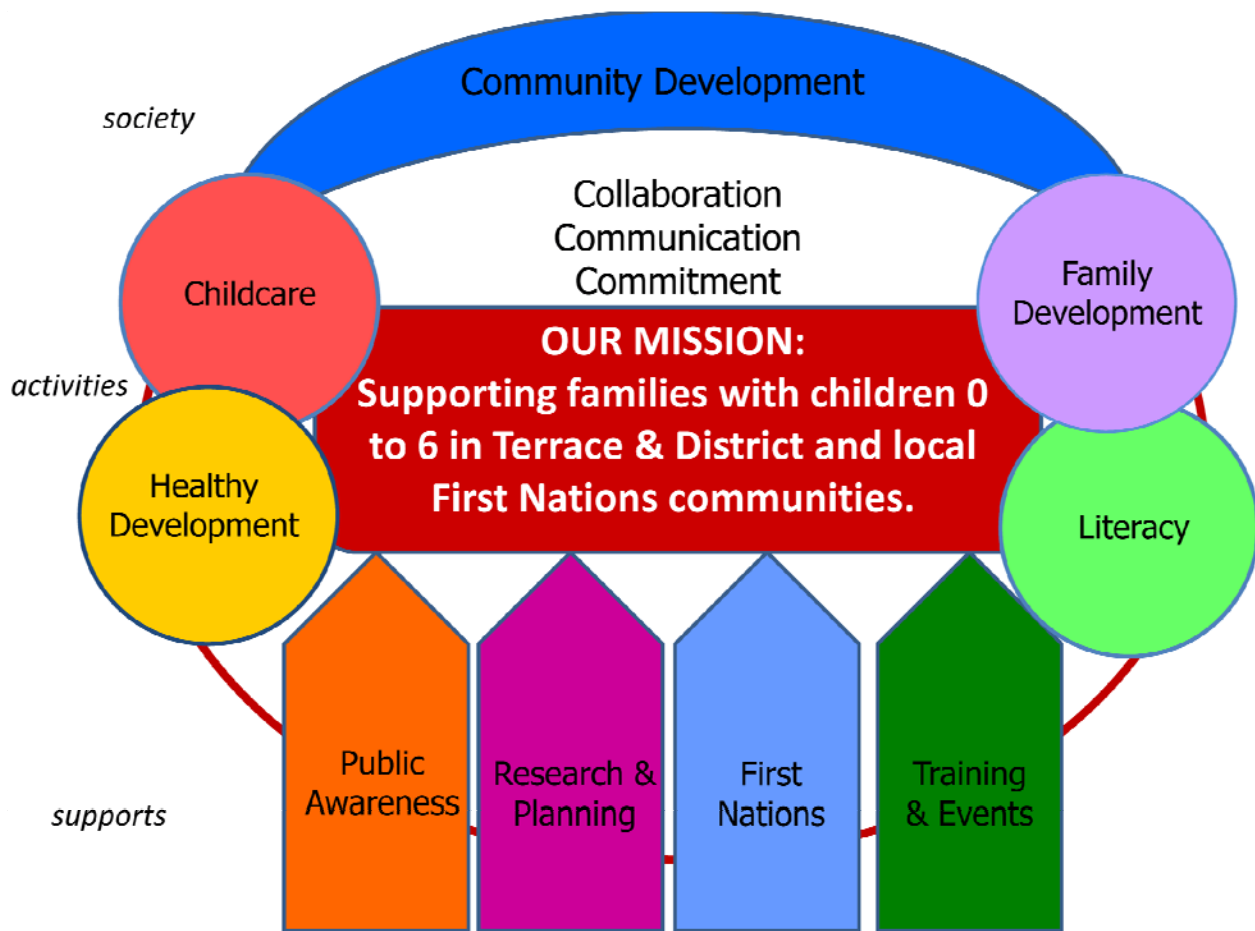 Community Development
society
Collaboration
Communication
Commitment
Childcare
Family
Development
OUR MISSION:
Supporting families with children 0
to 6 in Terrace & District and local
First Nations communities.
activities
Healthy
Development
Literacy
Public
Awareness
Research &
Planning
First
Nations
Training
& Events
supports